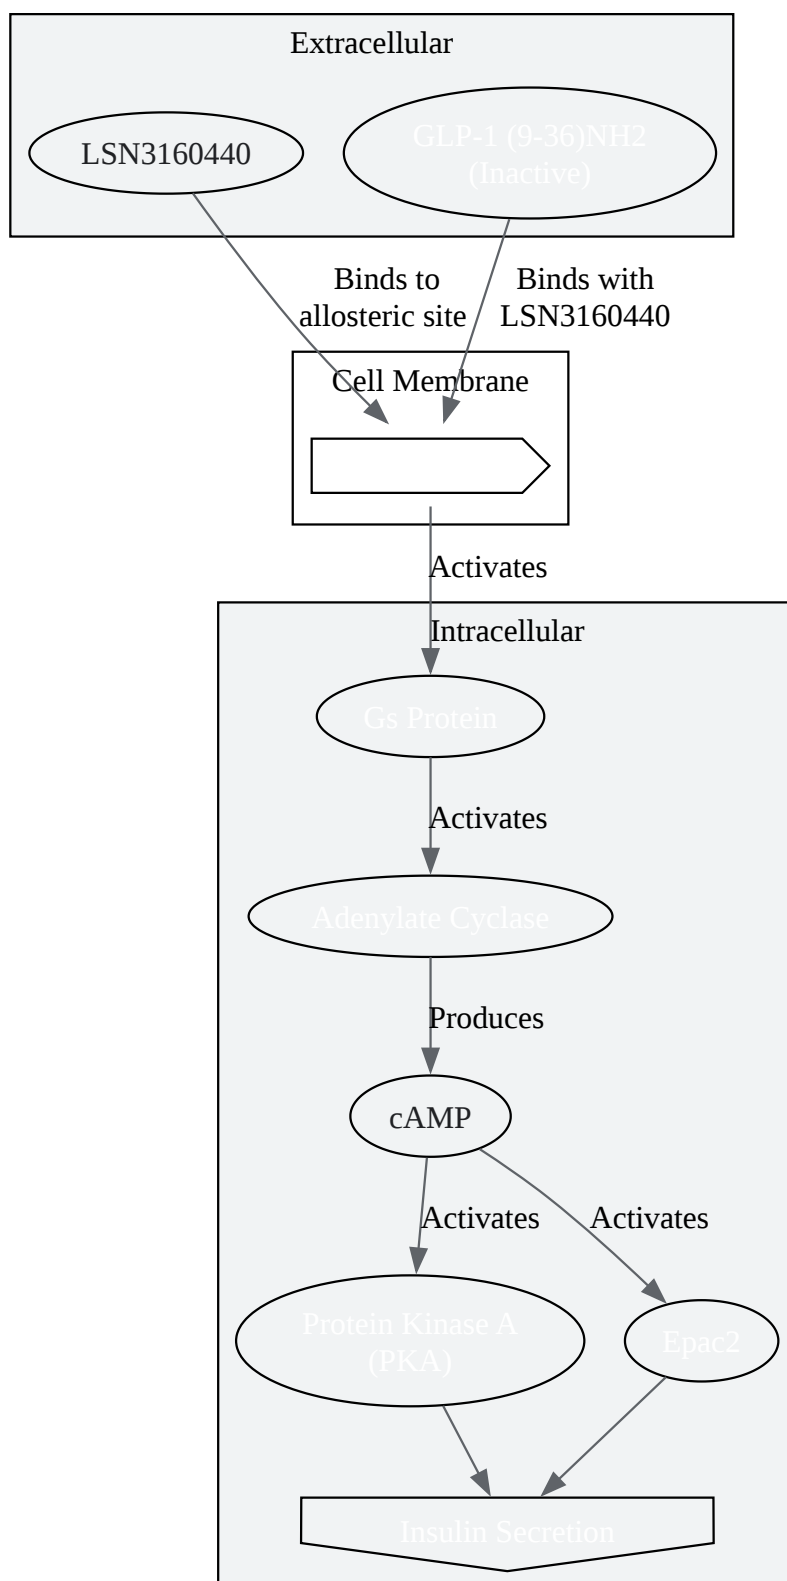 Extracellular
LSN3160440
GLP-1 (9-36)NH2
(Inactive)
Binds to
allosteric site
Binds with
LSN3160440
Cell Membrane
Activates
Intracellular
Gs Protein
Activates
Adenylate Cyclase
Produces
cAMP
Activates
Activates
Protein Kinase A
(PKA)
Epac2
Insulin Secretion